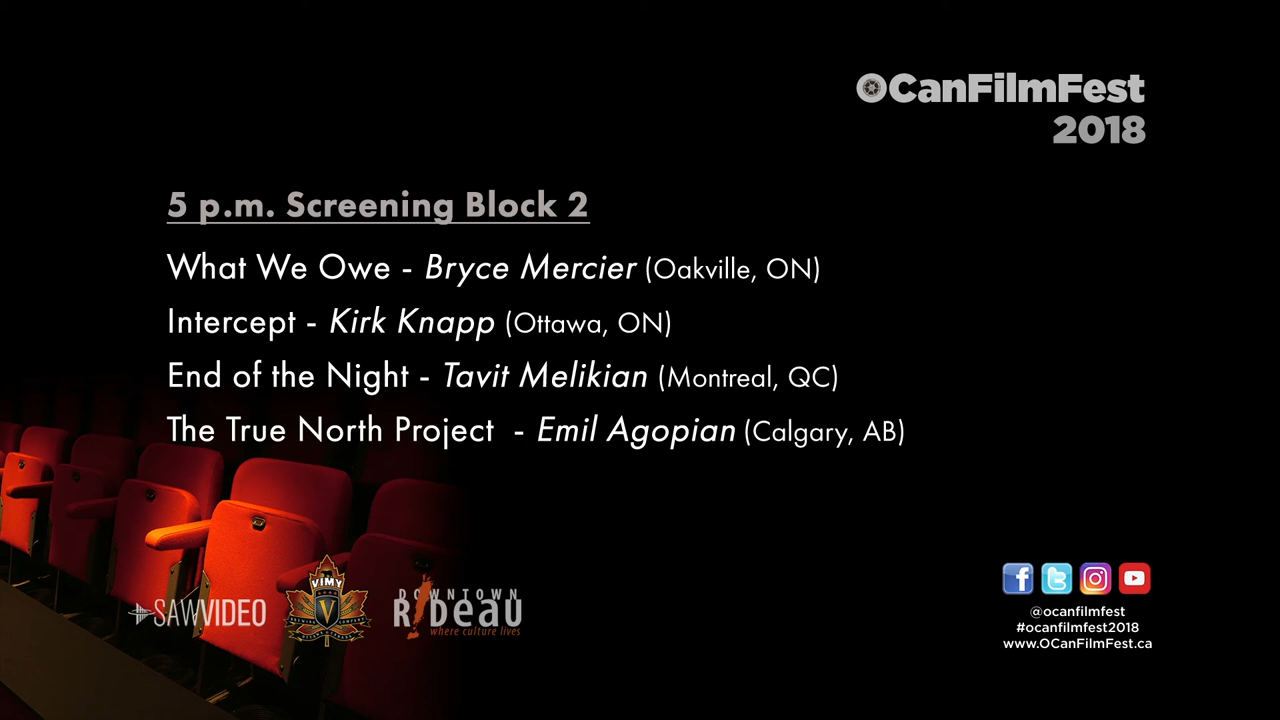 OCanFilmFest
2018
5 p.m. Screening Block 2
What We Owe - Bryce Mercier (Oakville, ON)
Intercept - Kirk Knapp (Ottawa, ON)
End of the Night - Tavit Melikian (Montreal, QC)
The True North Project - Emil Agopian (Calgary, AB)
SAWVIDEO
VIMY
V
BREWING COMPANY
DOWNTOWN
Rideau
where culture lives
@ocanfilmfest
#ocanfilmfest2018
www.OCanFilmFest.ca